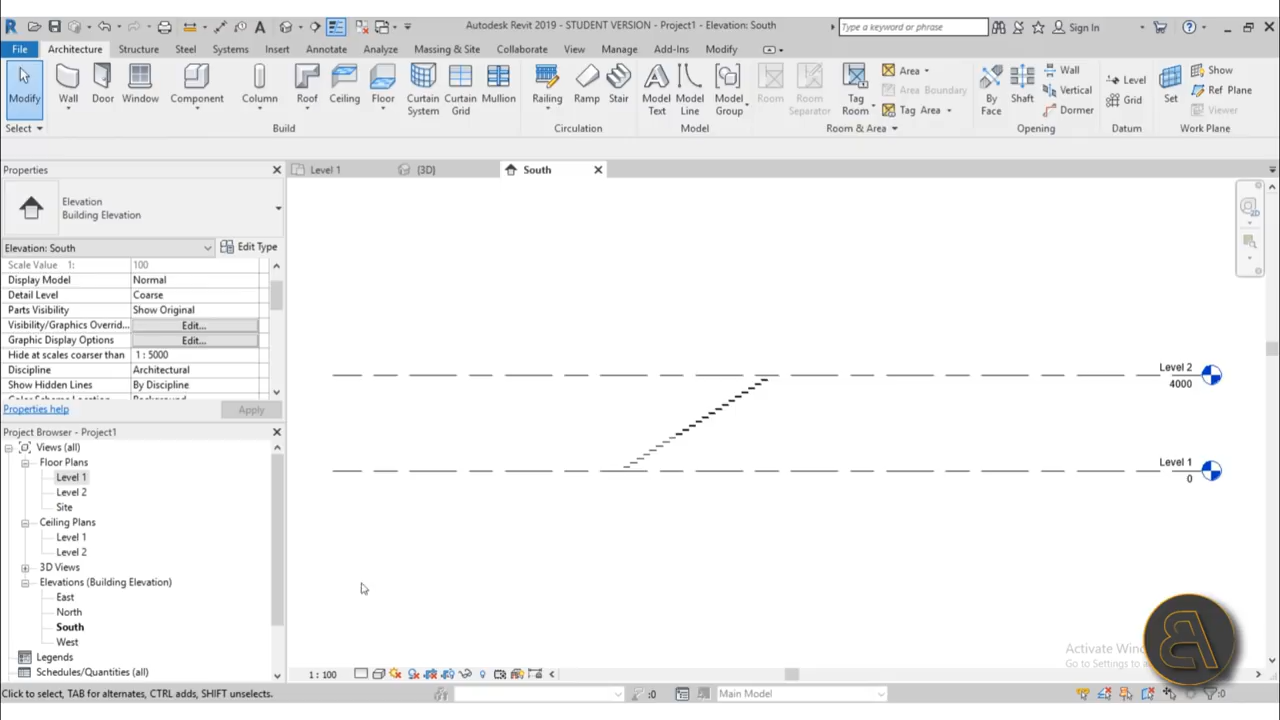 Autodesk Revit 2019 - STUDENT VERSION - Project1 - Elevation: South
Type a keyword or phrase
Sign In
File Architecture Structure Steel Systems Insert Annotate Analyze Massing & Site Collaborate View Manage Add-Ins Modify
Modify
Wall
Door
Window
Component
Column
Roof
Ceiling
Floor
Curtain System
Curtain Grid
Mullion
Railing
Ramp
Stair
Model Text
Model Line
Model Group
Room
Room Separator
Tag Room
Area
Area Boundary
Tag Area
By Face
Shaft
Wall
Vertical
Dormer
Level
Grid
Set
Show
Ref Plane
Viewer
Select
Build
Circulation
Model
Room & Area
Opening
Datum
Work Plane
Properties
Level 1
{3D}
South
Elevation
Building Elevation
Elevation: South
Edit Type
Scale Value 1: 100
Display Model Normal
Detail Level Coarse
Parts Visibility Show Original
Visibility/Graphics Overrid... Edit...
Graphic Display Options Edit...
Hide at scales coarser than 1 : 5000
Discipline Architectural
Show Hidden Lines By Discipline
Color Scheme Location Background
Properties help
Apply
Project Browser - Project1
Views (all)
Floor Plans
Level 1
Level 2
Site
Ceiling Plans
Level 1
Level 2
3D Views
Elevations (Building Elevation)
East
North
South
West
Legends
Schedules/Quantities (all)
Level 2
4000
Level 1
0
Go to Settings to a
1 : 100
Click to select, TAB for alternates, CTRL adds, SHIFT unselects.
:0
Main Model
:0